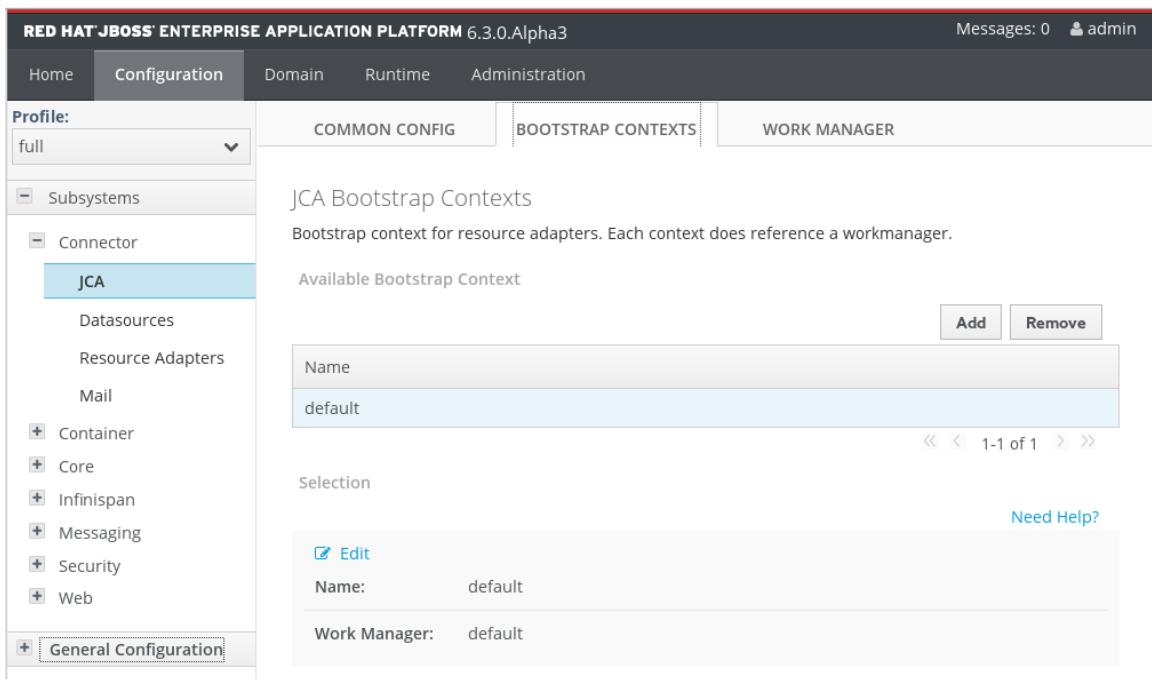 RED HAT JBOSS ENTERPRISE APPLICATION PLATFORM 6.3.0.Alpha3
Messages: 0 admin
Home Configuration Domain Runtime Administration
Profile:
full
Subsystems
Connector
JCA
Datasources
Resource Adapters
Mail
Container
Core
Infinispan
Messaging
Security
Web
General Configuration
COMMON CONFIG BOOTSTRAP CONTEXTS WORK MANAGER
JCA Bootstrap Contexts
Bootstrap context for resource adapters. Each context does reference a workmanager.
Available Bootstrap Context
Add Remove
Name
default
1-1 of 1
Selection
Need Help?
Edit
Name: default
Work Manager: default